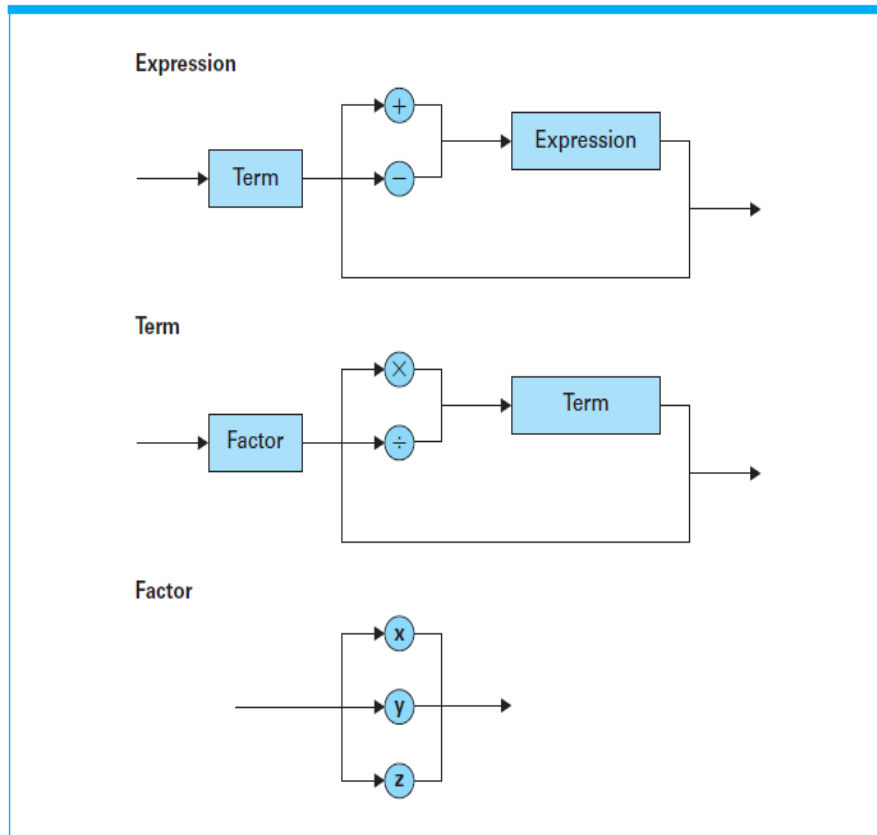 Expression
+
Expression
Term
−
Term
×
Term
Factor
÷
Factor
x
y
z